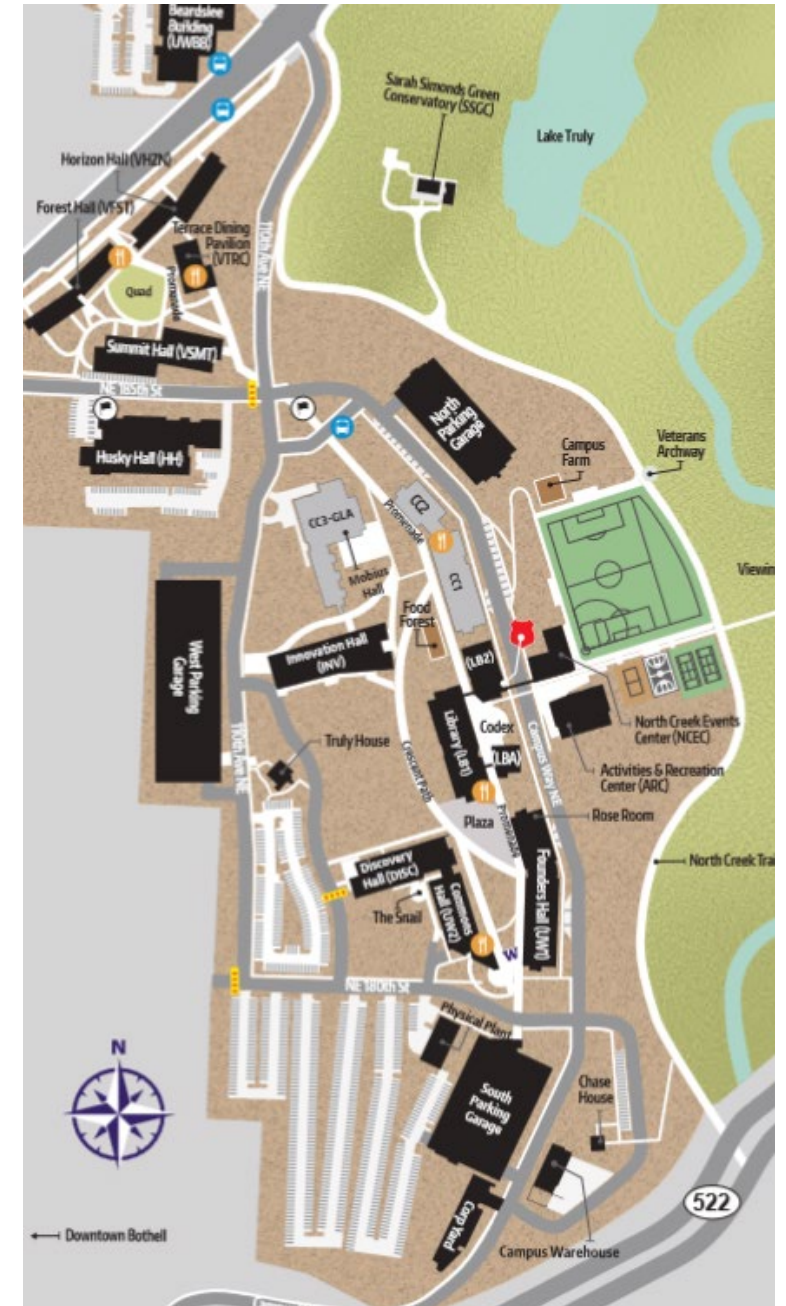 Beardslee
Building
(UWBB)
Sarah Simonds Green
Conservatory (SSGC)
Lake Truly
Horizon Hall (VHZN)
Forest Hall (VFST)
Terrace Dining
Pavilion
(VTRC)
110th Ave NE
Promenade
Quad
Summit Hall (VSMT)
NE 185th St
Husky Hall (HH)
North
Parking
Garage
Campus
Farm
Veterans
Archway
CC3-GLA
CC2
Promenade
CC1
Mobius
Hall
Viewin
Food
Forest
Innovation Hall
(INV)
West Parking
Garage
(LB2)
Library (LB1)
Codex
(LBA)
North Creek Events
Center (NCEC)
Truly House
110th Ave NE
Crescent Path
Campus Way NE
Activities & Recreation
Center (ARC)
Plaza
Promenade
Rose Room
Discovery
Hall (DISC)
Commons
Hall (UW2)
Founders Hall (UW1)
North Creek Tra
The Snail
W
NE 180th St
Physical Plant
N
South
Parking
Garage
Chase
House
522
Corp Yard
Downtown Bothell
Campus Warehouse